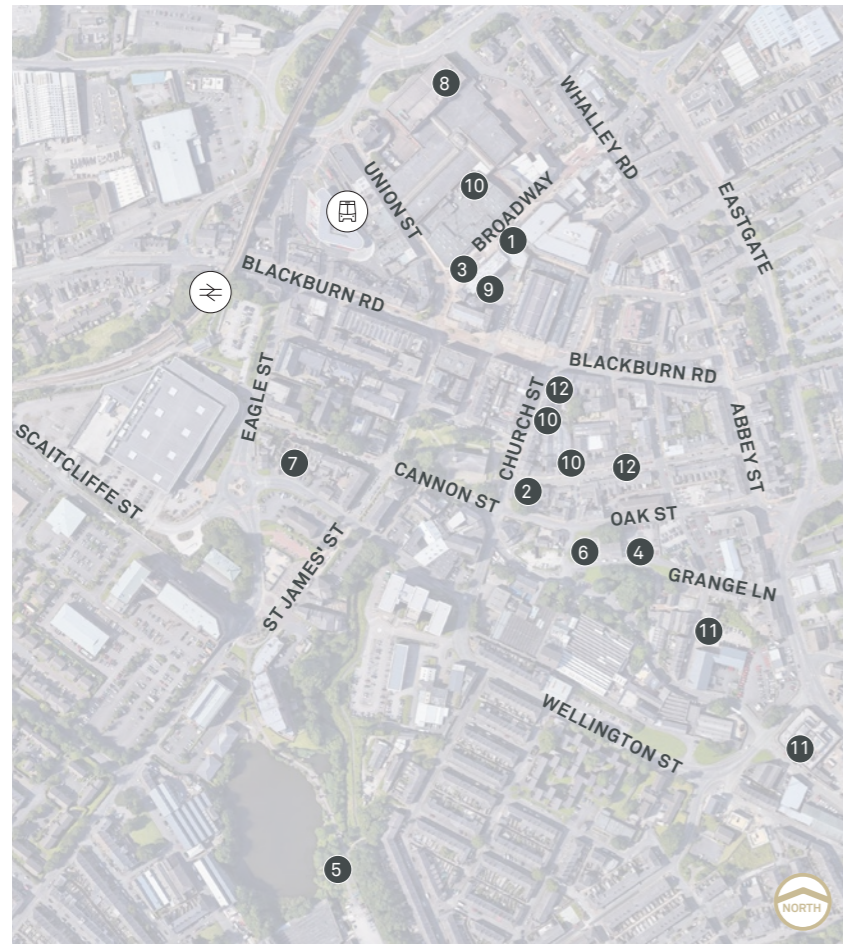 8
WHALLEY RD
UNION ST
10
BROADWAY
EASTGATE
1
3
9
BLACKBURN RD
BLACKBURN RD
EAGLE ST
CHURCH ST
12
10
ABBEY ST
SCAITCLIFFE ST
7
CANNON ST
10
12
2
OAK ST
6
4
ST JAMES' ST
GRANGE LN
11
WELLINGTON ST
11
5
NORTH